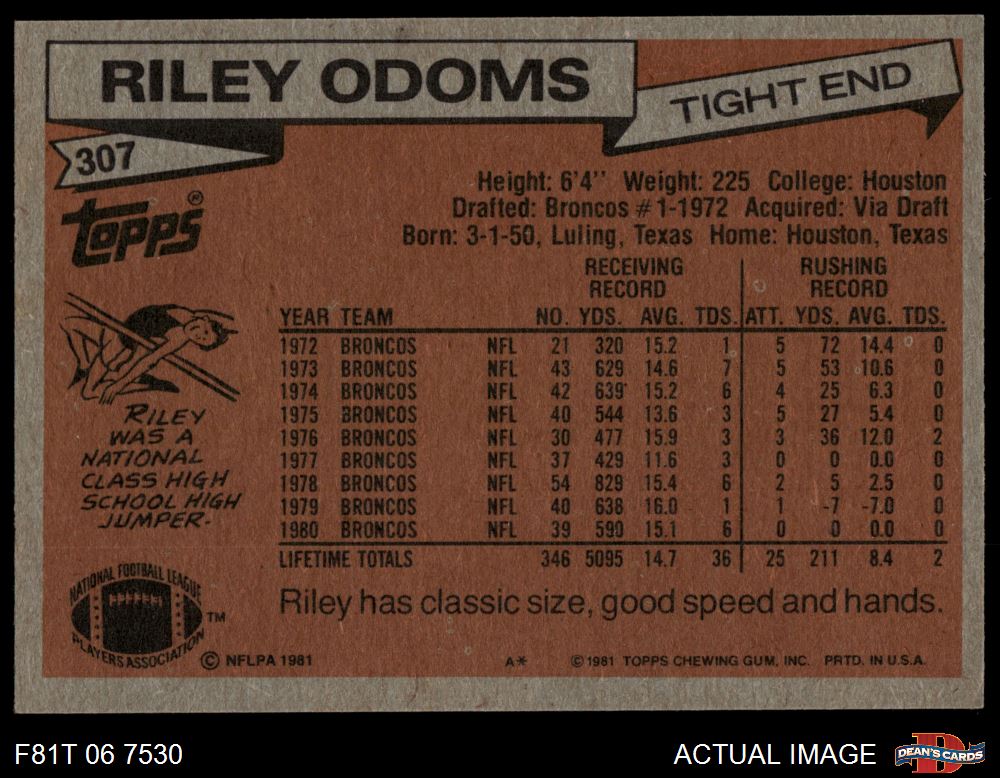 RILEY ODOMS
TIGHT END
307
TOPPS®
Height: 6'4'' Weight: 225 College: Houston
Drafted: Broncos #1-1972 Acquired: Via Draft
Born: 3-1-50, Luling, Texas Home: Houston, Texas
RECEIVING RECORD RUSHING RECORD
YEAR TEAM NO. YDS. AVG. TDS. ATT. YDS. AVG. TDS.
1972 BRONCOS NFL 21 320 15.2 1 5 72 14.4 0
1973 BRONCOS NFL 43 629 14.6 7 5 53 10.6 0
1974 BRONCOS NFL 42 639 15.2 6 4 25 6.3 0
1975 BRONCOS NFL 40 544 13.6 3 5 27 5.4 0
1976 BRONCOS NFL 30 477 15.9 3 3 36 12.0 2
1977 BRONCOS NFL 37 429 11.6 3 0 0 0.0 0
1978 BRONCOS NFL 54 829 15.4 6 2 5 2.5 0
1979 BRONCOS NFL 40 638 16.0 1 1 -7 -7.0 0
1980 BRONCOS NFL 39 590 15.1 6 0 0 0.0 0
LIFETIME TOTALS 346 5095 14.7 36 25 211 8.4 2
RILEY
WAS A
NATIONAL
CLASS HIGH
SCHOOL HIGH
JUMPER.
Riley has classic size, good speed and hands.
NATIONAL FOOTBALL LEAGUE
PLAYERS ASSOCIATION
TM
© NFLPA 1981
A* © 1981 TOPPS CHEWING GUM, INC. PRTD. IN U.S.A.
F81T 06 7530 ACTUAL IMAGE
DEAN'S CARDS